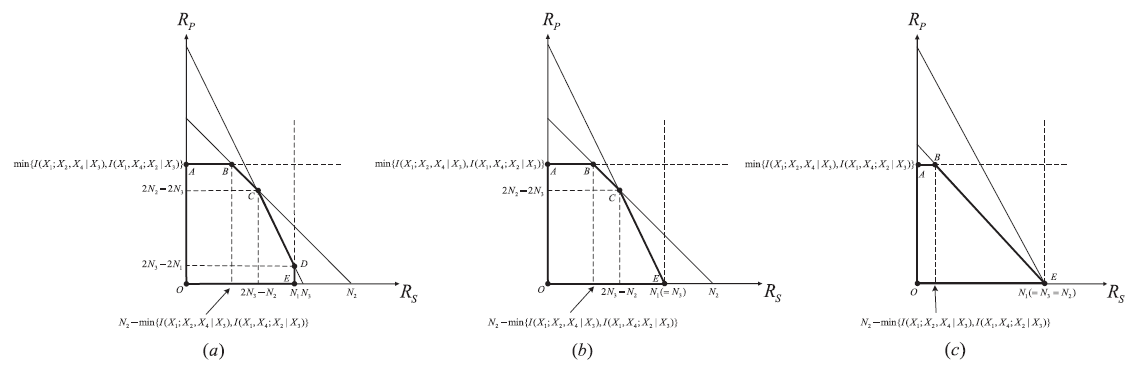 R_P
min{I(X_1; X_2, X_4 | X_3), I(X_1, X_4; X_2 | X_3)}
A
B
2N_2 − 2N_3
C
2N_3 − 2N_1
D
E
O
2N_3 − N_2
N_1
N_3
N_2
R_S
N_2 − min{I(X_1; X_2, X_4 | X_3), I(X_1, X_4; X_2 | X_3)}
(a)
R_P
min{I(X_1; X_2, X_4 | X_3), I(X_1, X_4; X_2 | X_3)}
A
B
2N_2 − 2N_3
C
E
O
2N_3 − N_2
N_1(= N_3)
N_2
R_S
N_2 − min{I(X_1; X_2, X_4 | X_3), I(X_1, X_4; X_2 | X_3)}
(b)
R_P
min{I(X_1; X_2, X_4 | X_3), I(X_1, X_4; X_2 | X_3)}
B
A
E
O
N_1(= N_3 = N_2)
R_S
N_2 − min{I(X_1; X_2, X_4 | X_3), I(X_1, X_4; X_2 | X_3)}
(c)